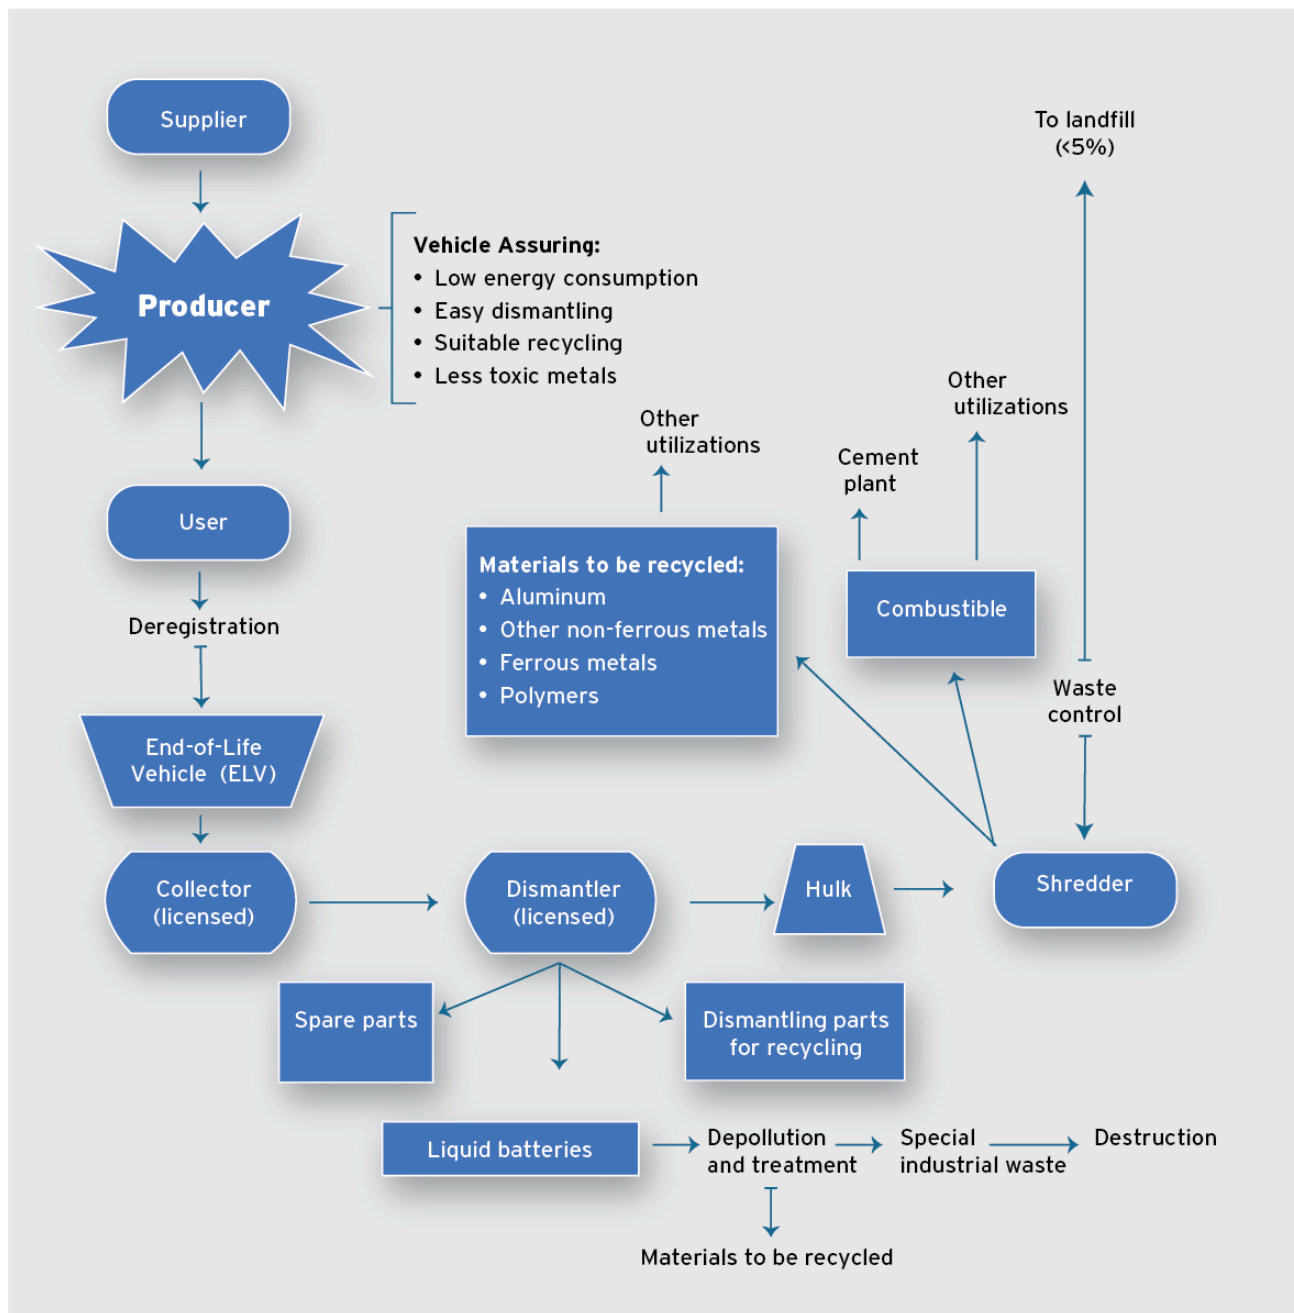 Supplier
To landfill
(<5%)
Producer
Vehicle Assuring:
• Low energy consumption
• Easy dismantling
• Suitable recycling
• Less toxic metals
Other
utilizations
Other
utilizations
Cement
plant
User
Materials to be recycled:
• Aluminum
• Other non-ferrous metals
• Ferrous metals
• Polymers
Combustible
Deregistration
Waste
control
End-of-Life
Vehicle (ELV)
Collector
(licensed)
Dismantler
(licensed)
Hulk
Shredder
Spare parts
Dismantling parts
for recycling
Liquid batteries
Depollution
and treatment
Special
industrial waste
Destruction
Materials to be recycled